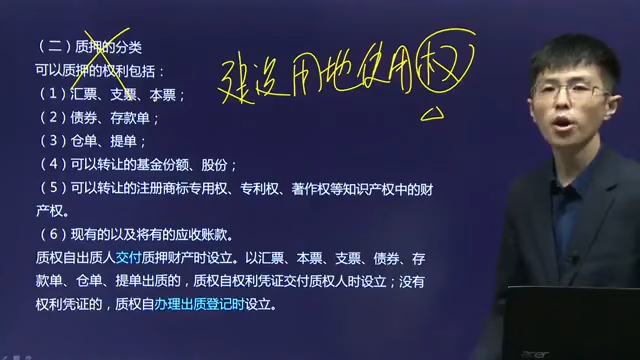 （二）质押的分类
建设用地使用权
可以质押的权利包括：
（1）汇票、支票、本票；
（2）债券、存款单；
（3）仓单、提单；
（4）可以转让的基金份额、股份；
（5）可以转让的注册商标专用权、专利权、著作权等知识产权中的财
产权。
（6）现有的以及将有的应收账款。
质权自出质人交付质押财产时设立。以汇票、本票、支票、债券、存
款单、仓单、提单出质的，质权自权利凭证交付质权人时设立；没有
权利凭证的，质权自办理出质登记时设立。
acer